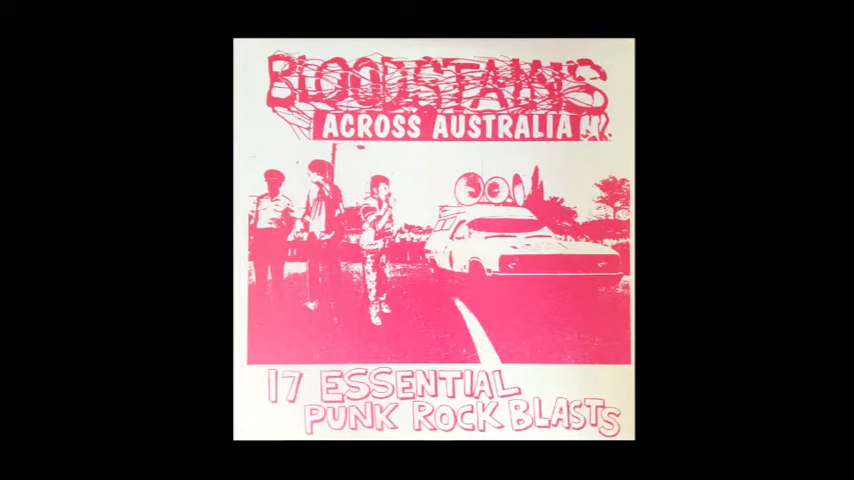 BLOODSTAINS
ACROSS AUSTRALIA
17 ESSENTIAL
PUNK ROCK BLASTS